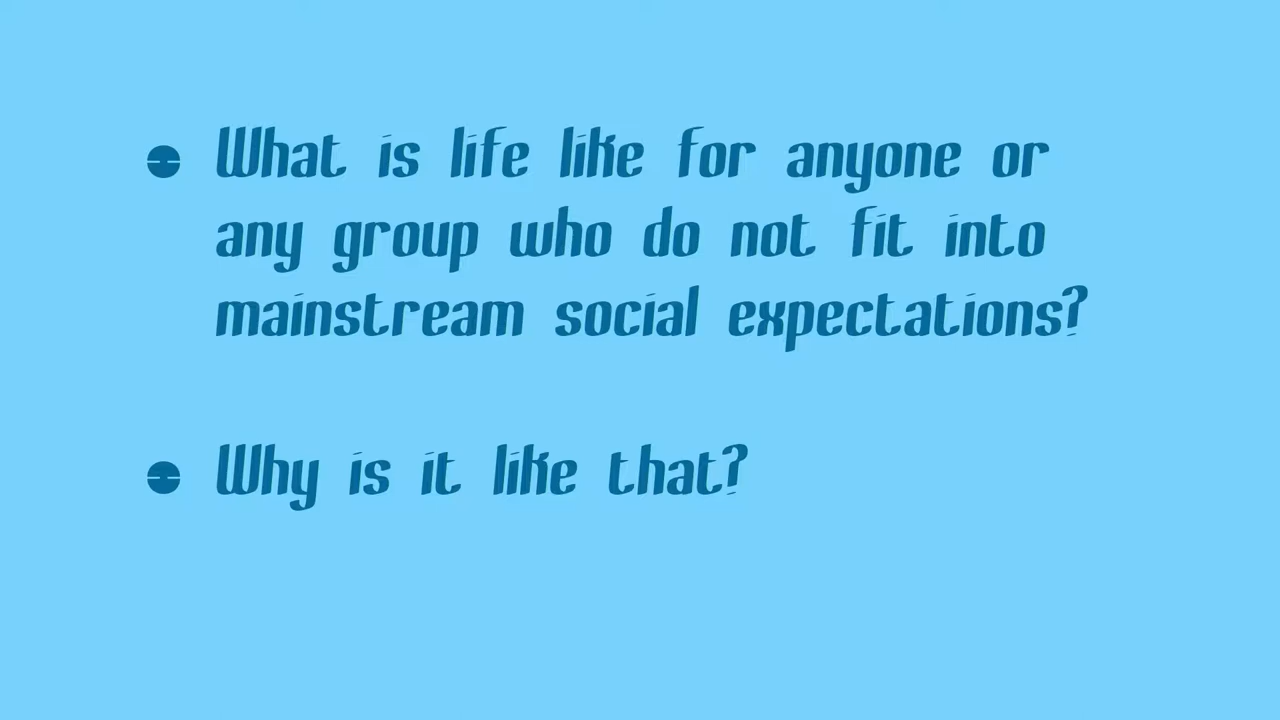 What is life like for anyone or
any group who do not fit into
mainstream social expectations?
Why is it like that?